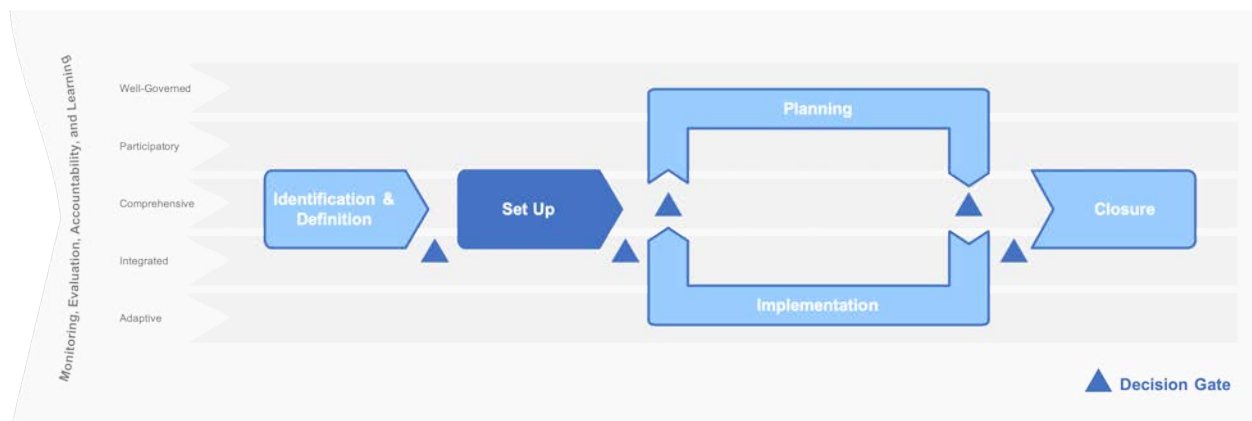 Monitoring, Evaluation, Accountability, and Learning
Well-Governed
Participatory
Comprehensive
Integrated
Adaptive
Identification &
Definition
Set Up
Planning
Implementation
Closure
Decision Gate